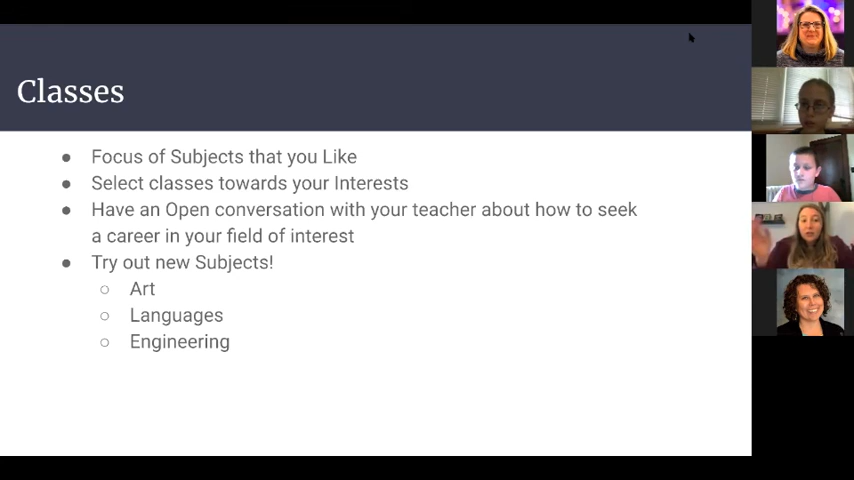 Classes
● Focus of Subjects that you Like
● Select classes towards your Interests
● Have an Open conversation with your teacher about how to seek
a career in your field of interest
● Try out new Subjects!
○ Art
○ Languages
○ Engineering